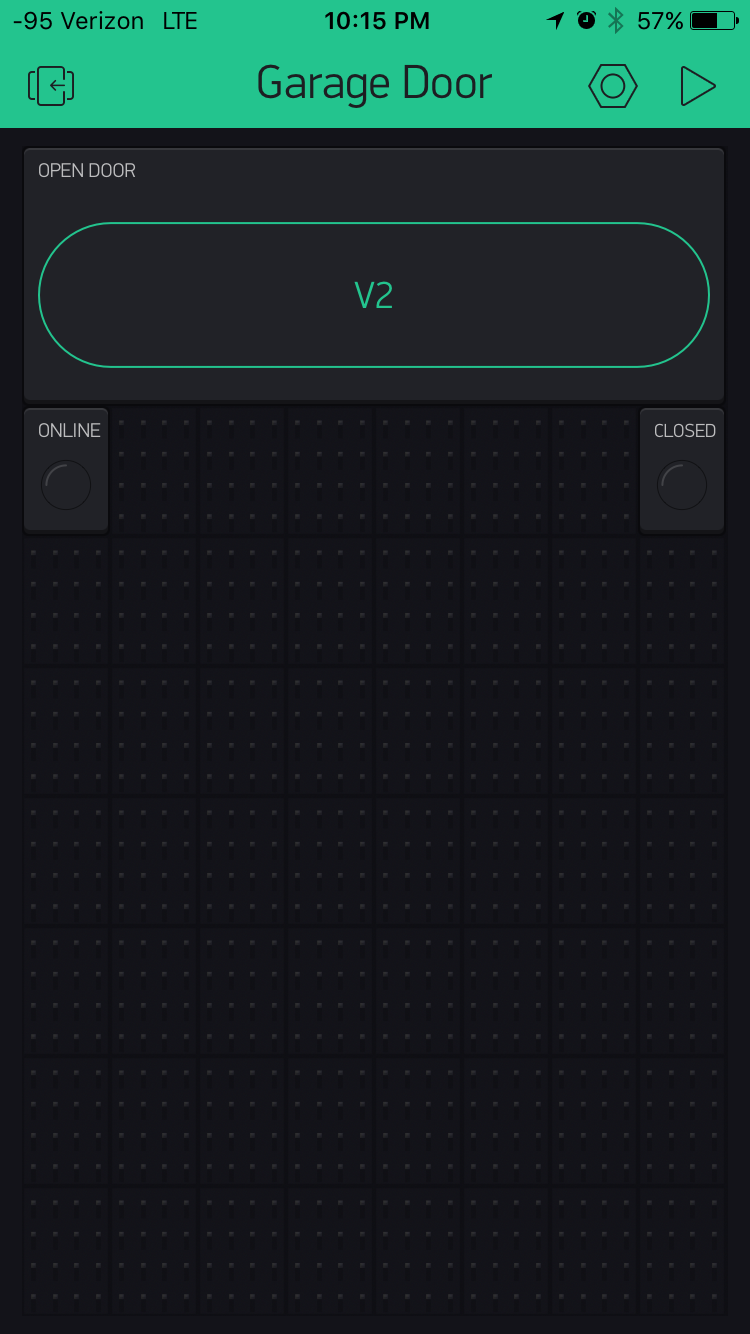 -95 Verizon LTE 10:15 PM 57%
Garage Door
OPEN DOOR
V2
ONLINE CLOSED